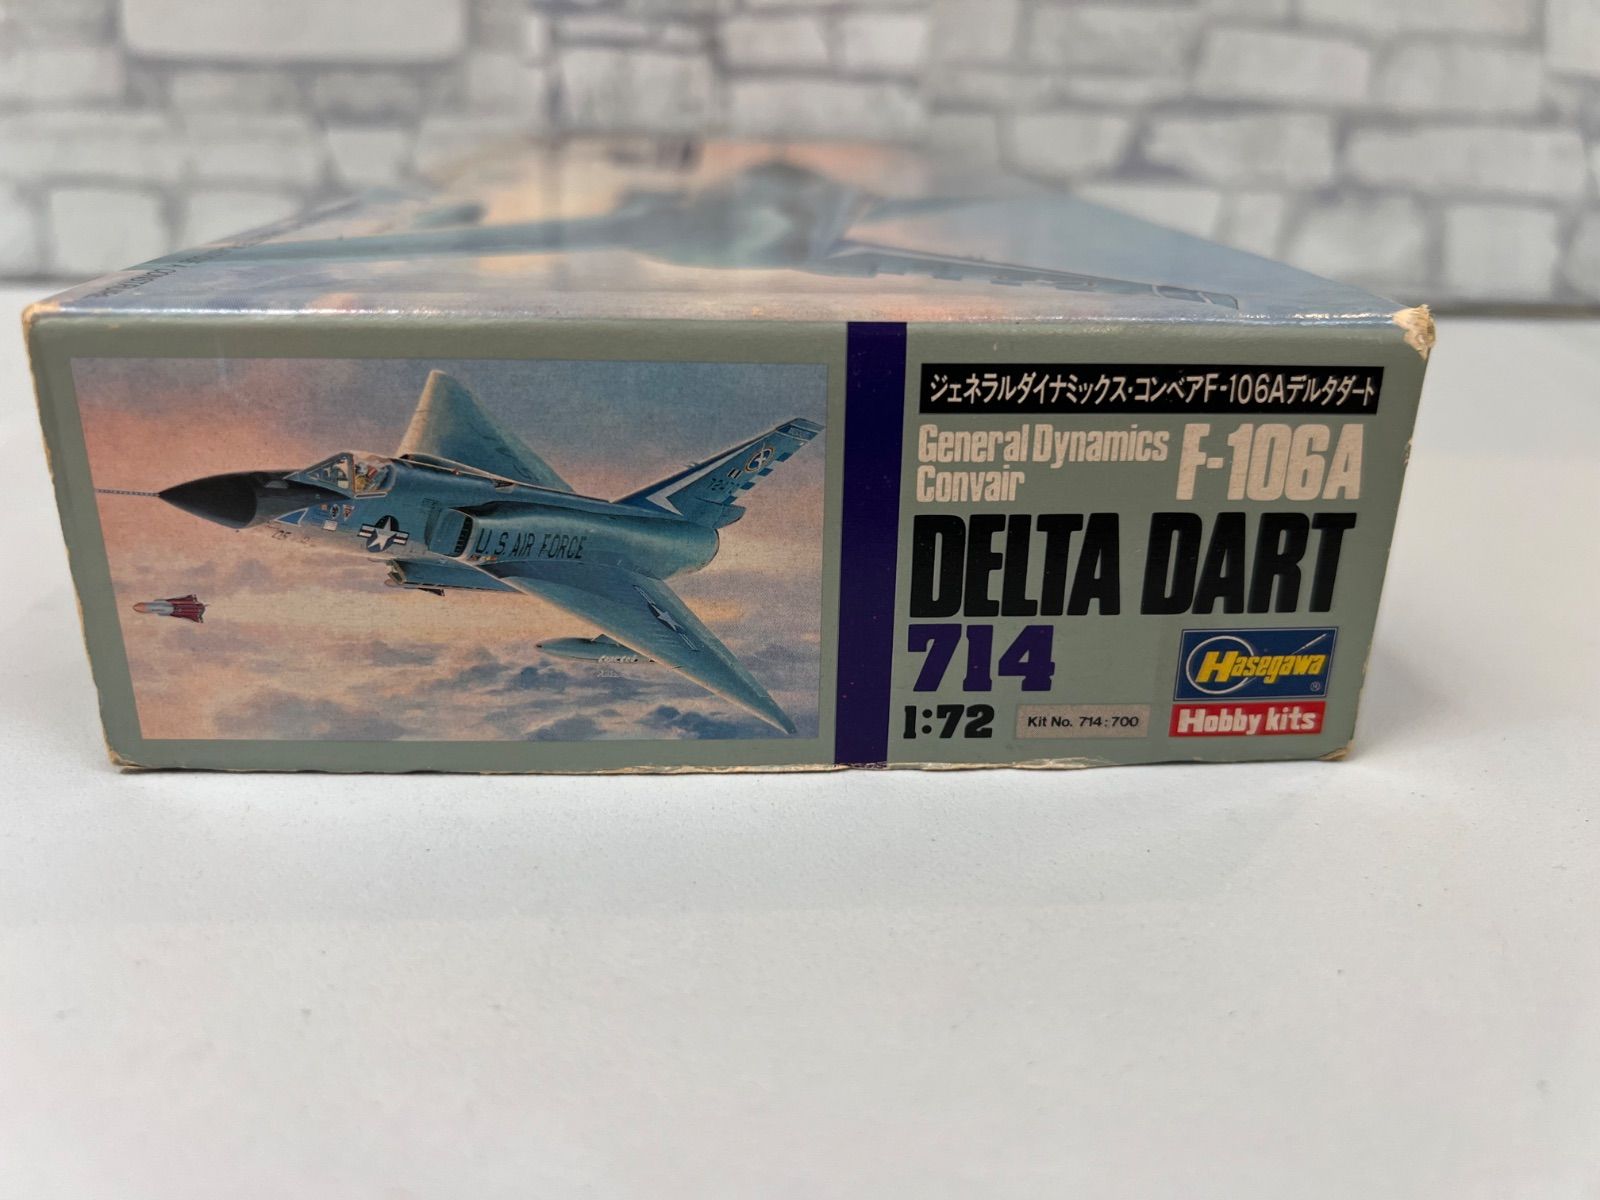 ジェネラルダイナミックス・コンベアF-106Aデルタダート
General Dynamics
Convair
F-106A
DELTA DART
714
1:72
Kit No. 714:700
Hasegawa
Hobby kits
U.S. AIR FORCE